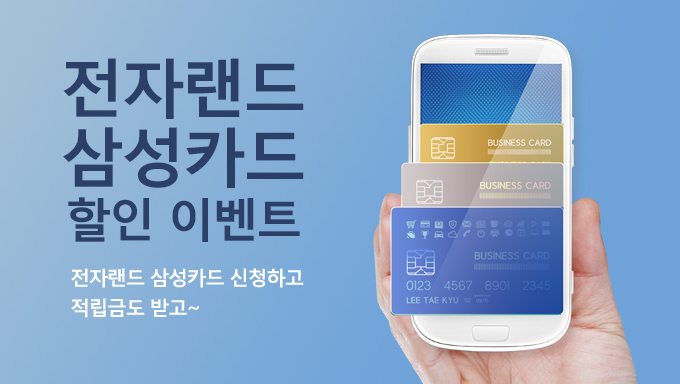 전자랜드
삼성카드
할인 이벤트
전자랜드 삼성카드 신청하고
적립금도 받고~
BUSINESS CARD
BUSINESS CARD
BUSINESS CARD
0123 4567 8901 2345
LEE TAE KYU